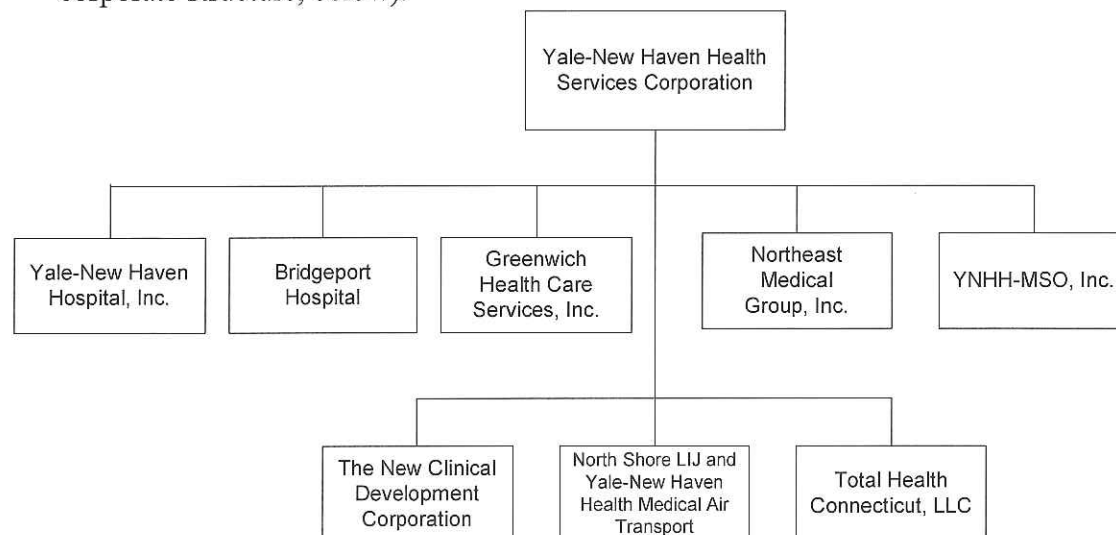 Yale-New Haven Health
Services Corporation
Yale-New Haven
Hospital, Inc.
Bridgeport
Hospital
Greenwich
Health Care
Services, Inc.
Northeast
Medical
Group, Inc.
YNHH-MSO, Inc.
The New Clinical
Development
Corporation
North Shore LIJ and
Yale-New Haven
Health Medical Air
Transport
Total Health
Connecticut, LLC